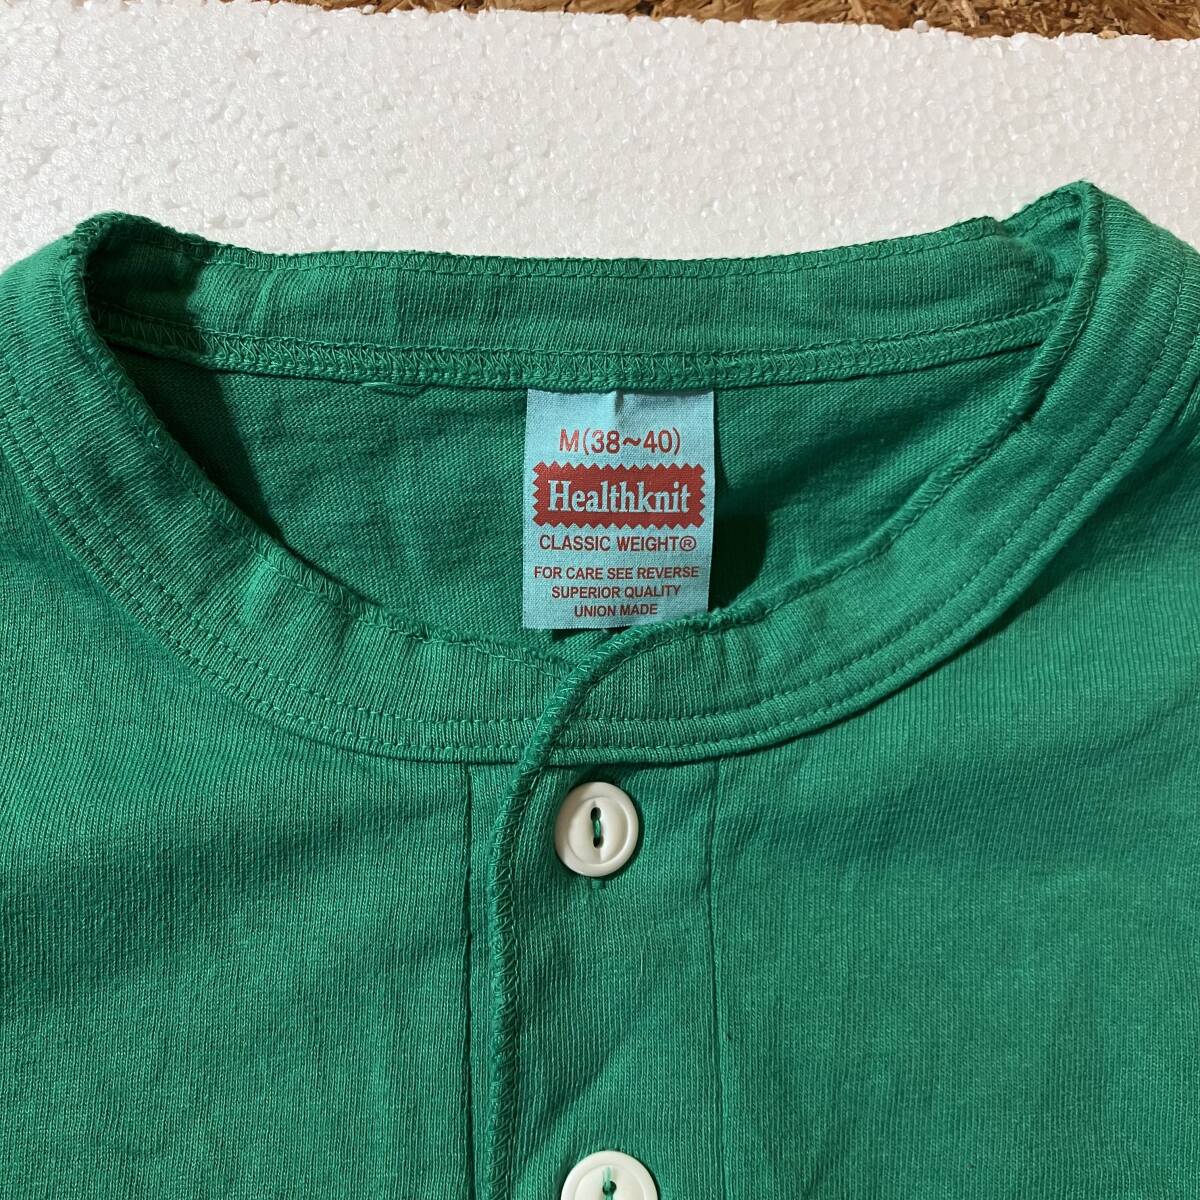 M(38~40)
Healthknit
CLASSIC WEIGHT®
FOR CARE SEE REVERSE
SUPERIOR QUALITY
UNION MADE